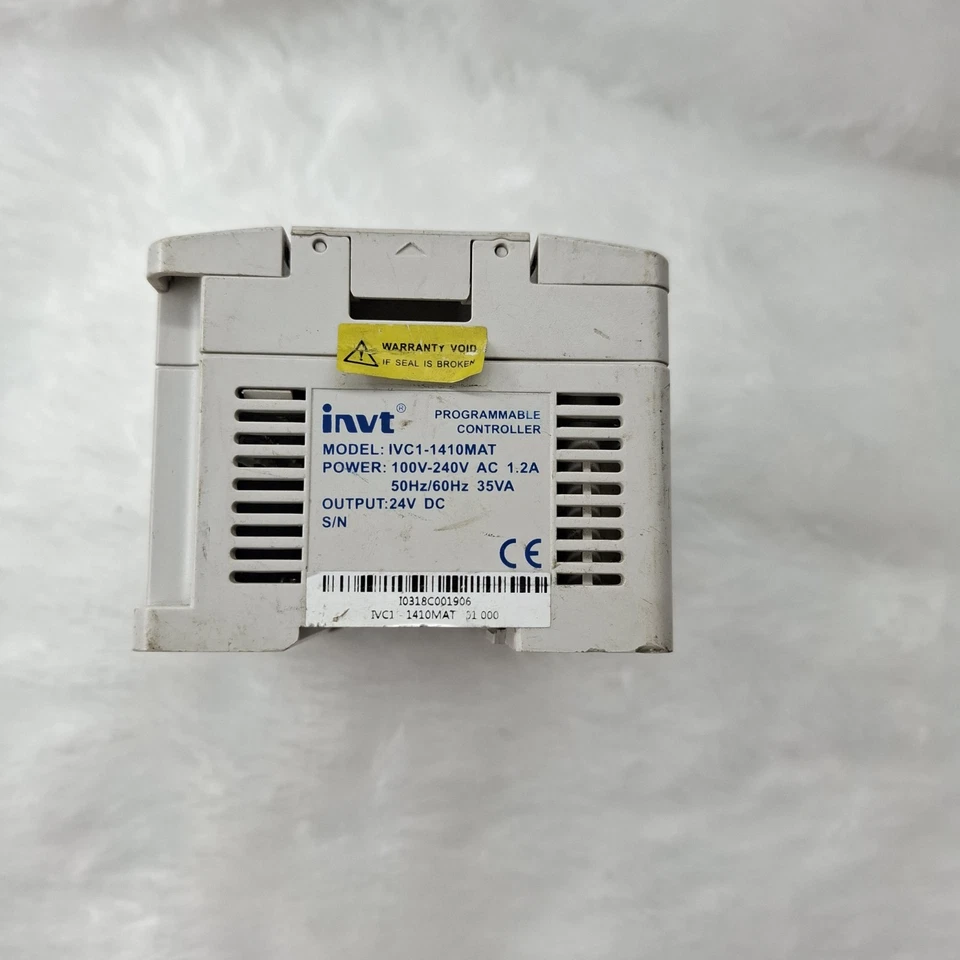 WARRANTY VOID
IF SEAL IS BROKEN
invt®
PROGRAMMABLE
CONTROLLER
MODEL: IVC1-1410MAT
POWER: 100V-240V AC 1.2A
50Hz/60Hz 35VA
OUTPUT:24V DC
S/N
CE
I0318C001906
IVC1 - 1410MAT 01 000